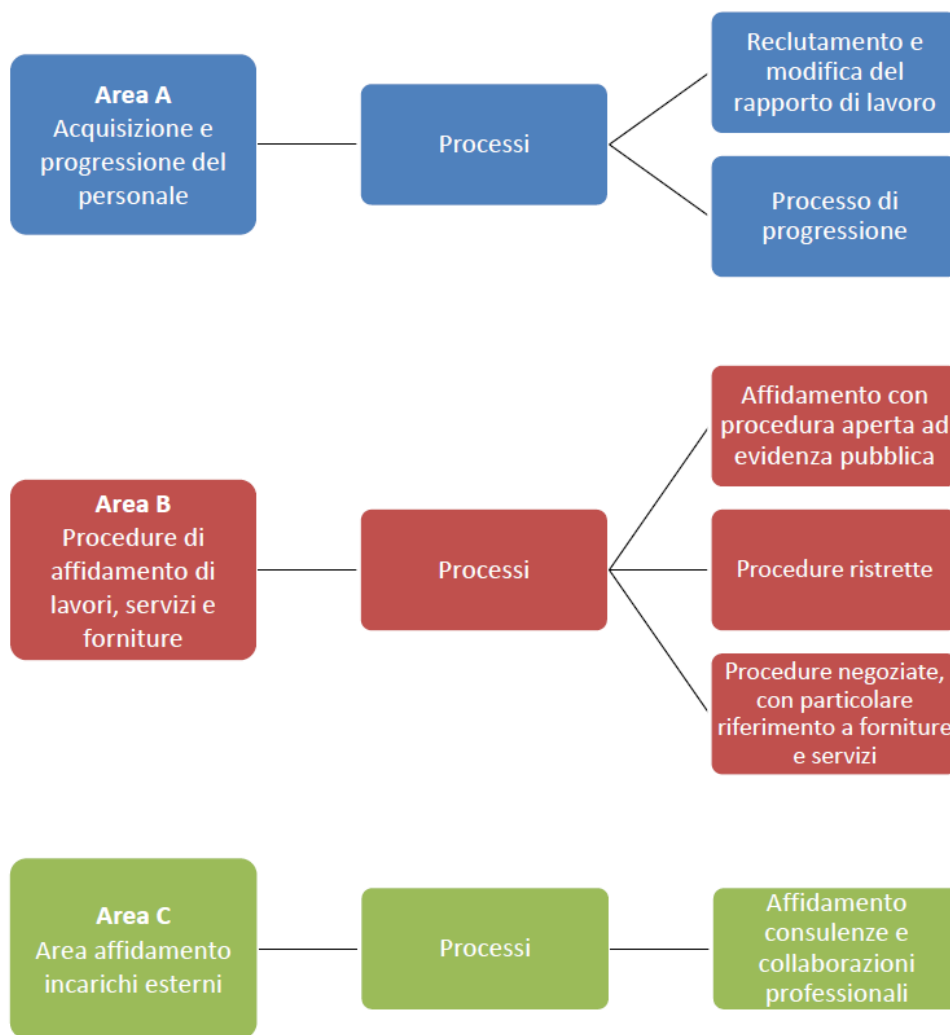 Area A
Acquisizione e
progressione del
personale
Processi
Reclutamento e
modifica del
rapporto di lavoro
Processo di
progressione
Area B
Procedure di
affidamento di
lavori, servizi e
forniture
Processi
Affidamento con
procedura aperta ad
evidenza pubblica
Procedure ristrette
Procedure negoziate,
con particolare
riferimento a forniture
e servizi
Area C
Area affidamento
incarichi esterni
Processi
Affidamento
consulenze e
collaborazioni
professionali